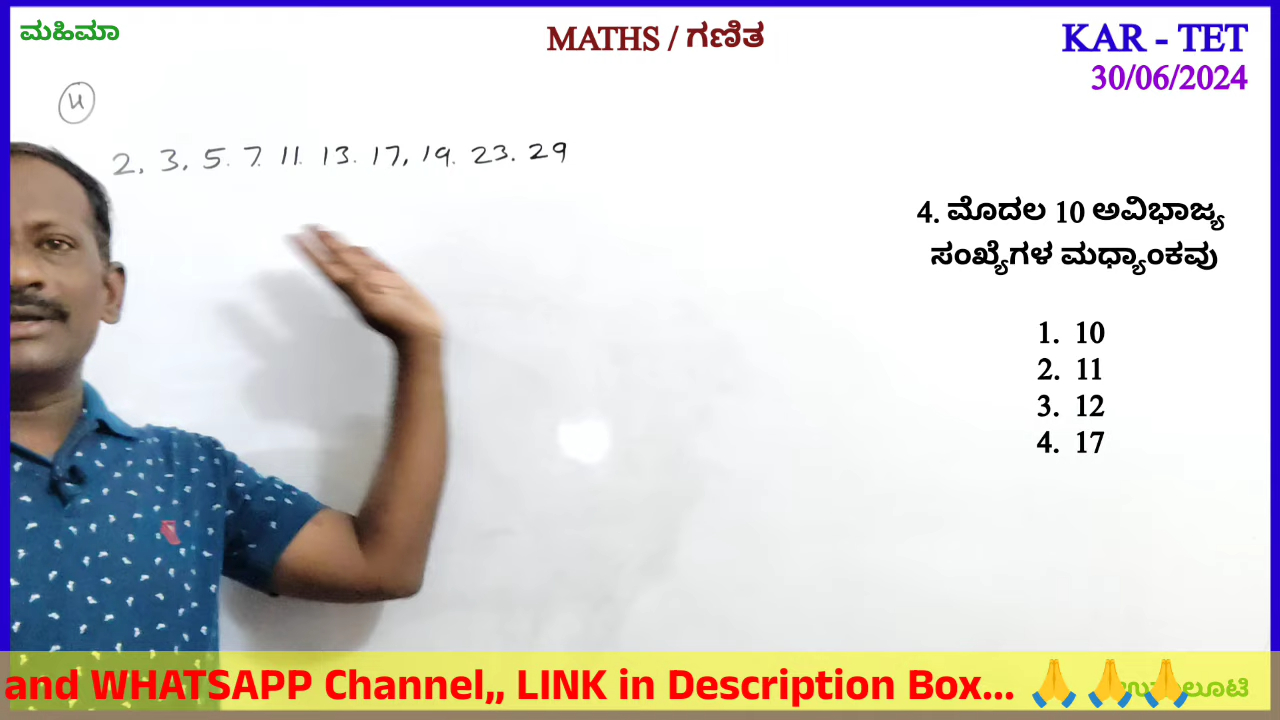 ಮಹಿಮಾ
MATHS / ಗಣಿತ
KAR - TET
30/06/2024
4
2, 3, 5. 7. 11. 13. 17, 19. 23. 29
4. ಮೊದಲ 10 ಅವಿಭಾಜ್ಯ
ಸಂಖ್ಯೆಗಳ ಮಧ್ಯಾಂಕವು
1. 10
2. 11
3. 12
4. 17
and WHATSAPP Channel,, LINK in Description Box... 🙏 🙏 🙏